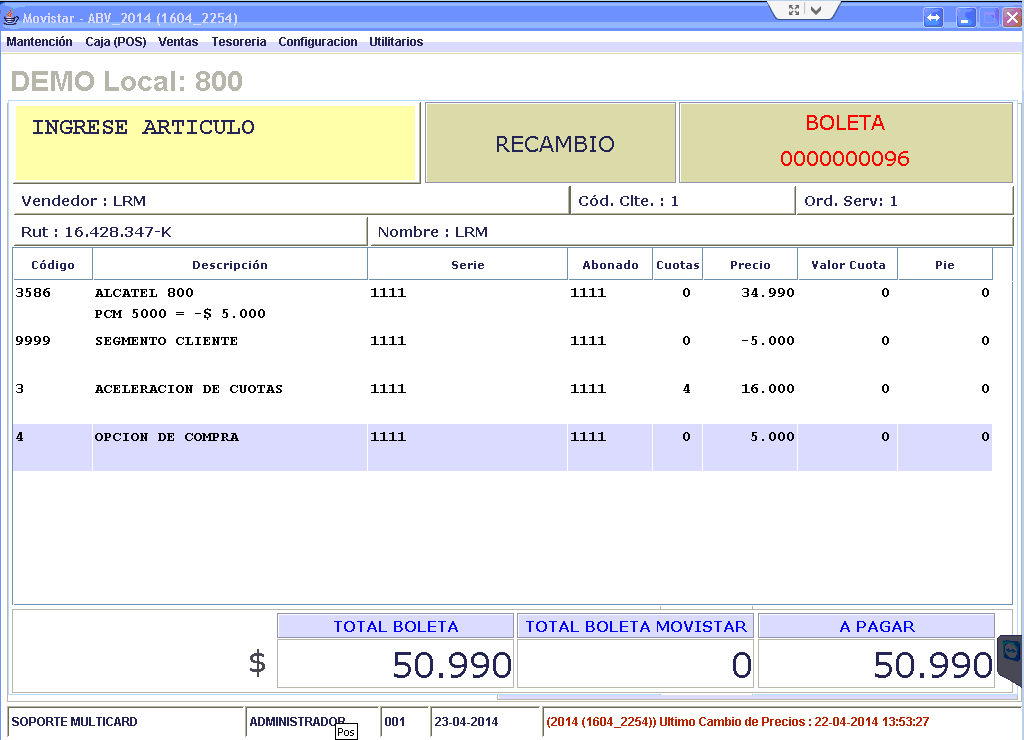 Movistar - ABV_2014 (1604_2254)
Mantención Caja (POS) Ventas Tesoreria Configuracion Utilitarios
DEMO Local: 800
INGRESE ARTICULO
RECAMBIO
BOLETA
0000000096
Vendedor : LRM Cód. Clte. : 1 Ord. Serv: 1
Rut : 16.428.347-K Nombre : LRM
Código Descripción Serie Abonado Cuotas Precio Valor Cuota Pie
3586 ALCATEL 800 1111 1111 0 34.990 0 0
PCM 5000 = -$ 5.000
9999 SEGMENTO CLIENTE 1111 1111 0 -5.000 0 0
3 ACELERACION DE CUOTAS 1111 1111 4 16.000 0 0
4 OPCION DE COMPRA 1111 1111 0 5.000 0 0
TOTAL BOLETA TOTAL BOLETA MOVISTAR A PAGAR
$ 50.990 0 50.990
SOPORTE MULTICARD ADMINISTRADOR 001 23-04-2014 (2014 (1604_2254)) Ultimo Cambio de Precios : 22-04-2014 13:53:27
Pos